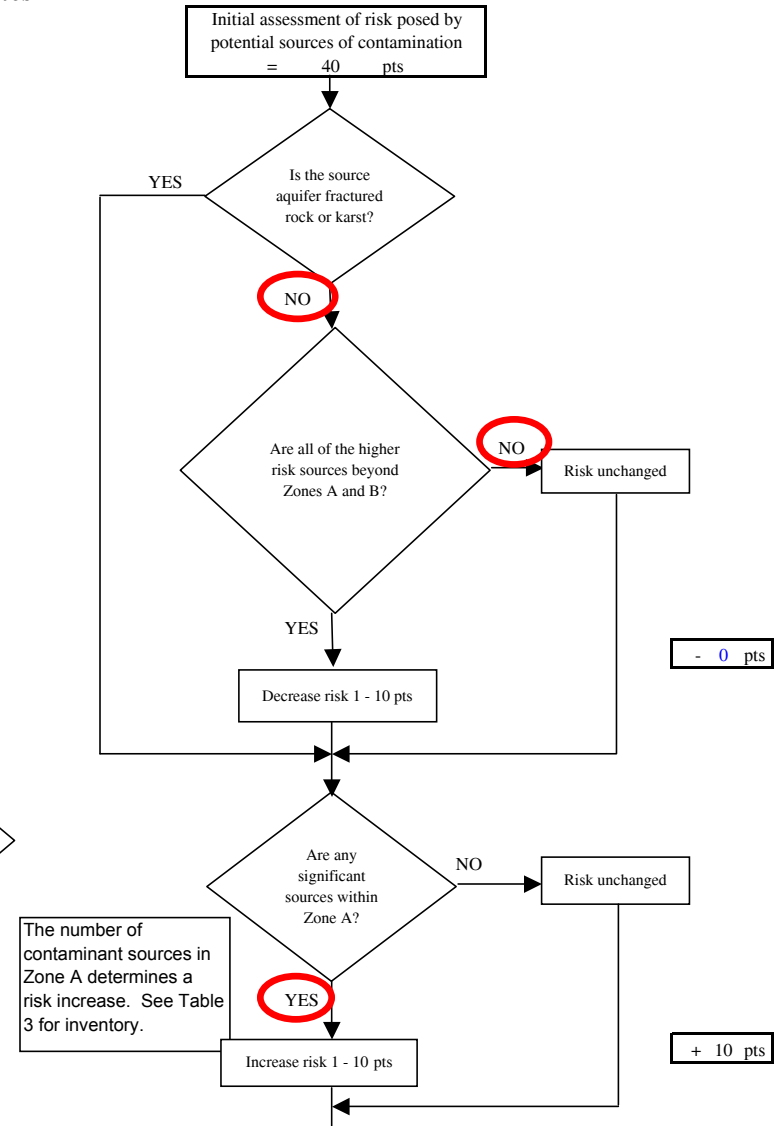 Initial assessment of risk posed by
potential sources of contamination
= 40 pts
YES
Is the source
aquifer fractured
rock or karst?
NO
Are all of the higher
risk sources beyond
Zones A and B?
NO
Risk unchanged
YES
- 0 pts
Decrease risk 1 - 10 pts
Are any
significant
sources within
Zone A?
NO
Risk unchanged
The number of
contaminant sources in
Zone A determines a
risk increase. See Table
3 for inventory.
YES
+ 10 pts
Increase risk 1 - 10 pts